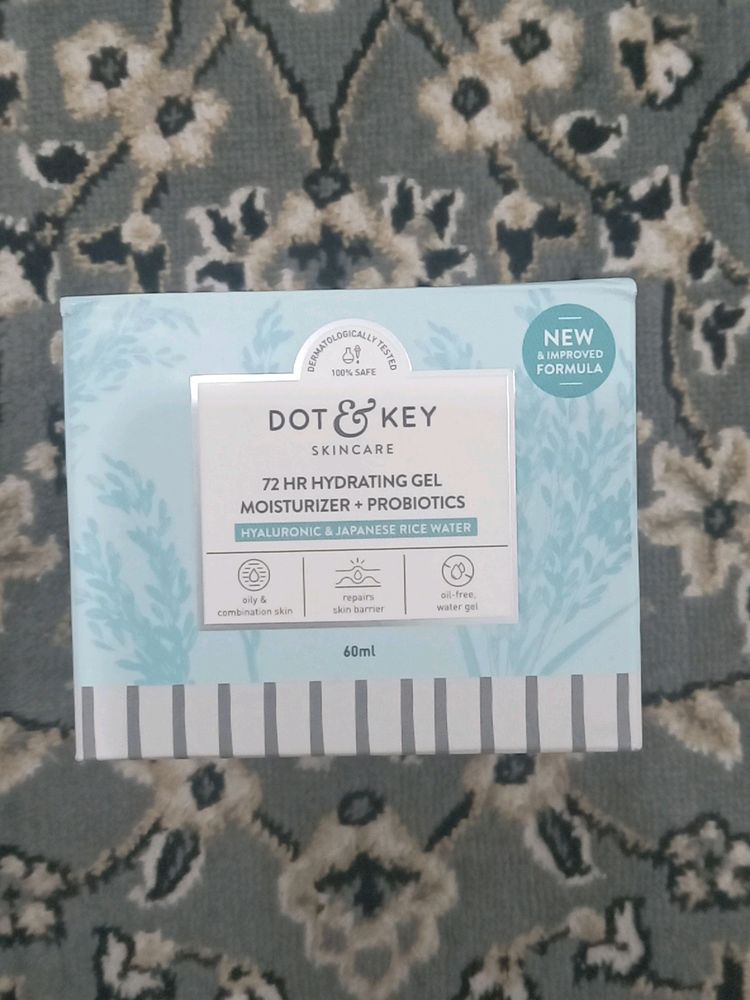 DERMATOLOGICALLY TESTED
100% SAFE
NEW
& IMPROVED
FORMULA
DOT & KEY
SKINCARE
72 HR HYDRATING GEL
MOISTURIZER + PROBIOTICS
HYALURONIC & JAPANESE RICE WATER
oily &
combination skin
repairs
skin barrier
oil-free,
water gel
60ml